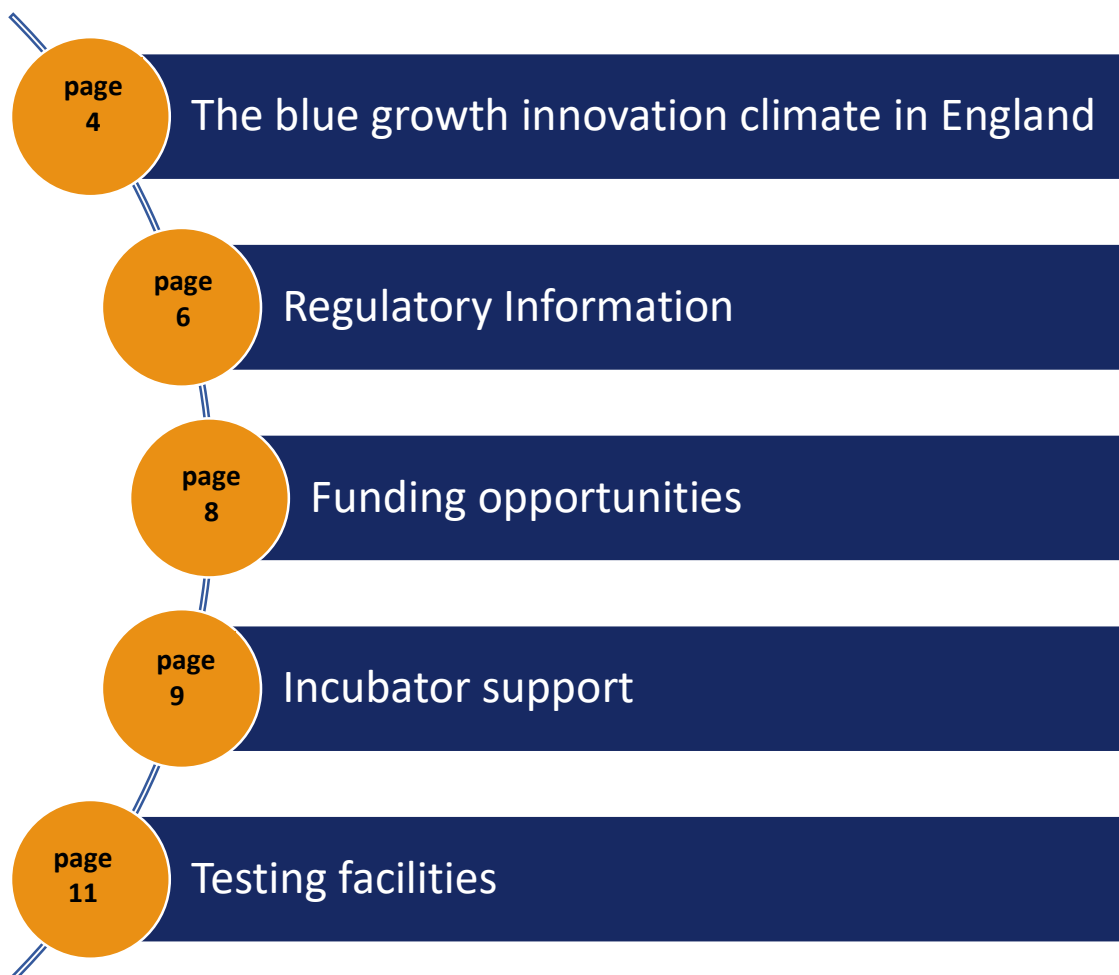 page
4
The blue growth innovation climate in England
page
6
Regulatory Information
page
8
Funding opportunities
page
9
Incubator support
page
11
Testing facilities